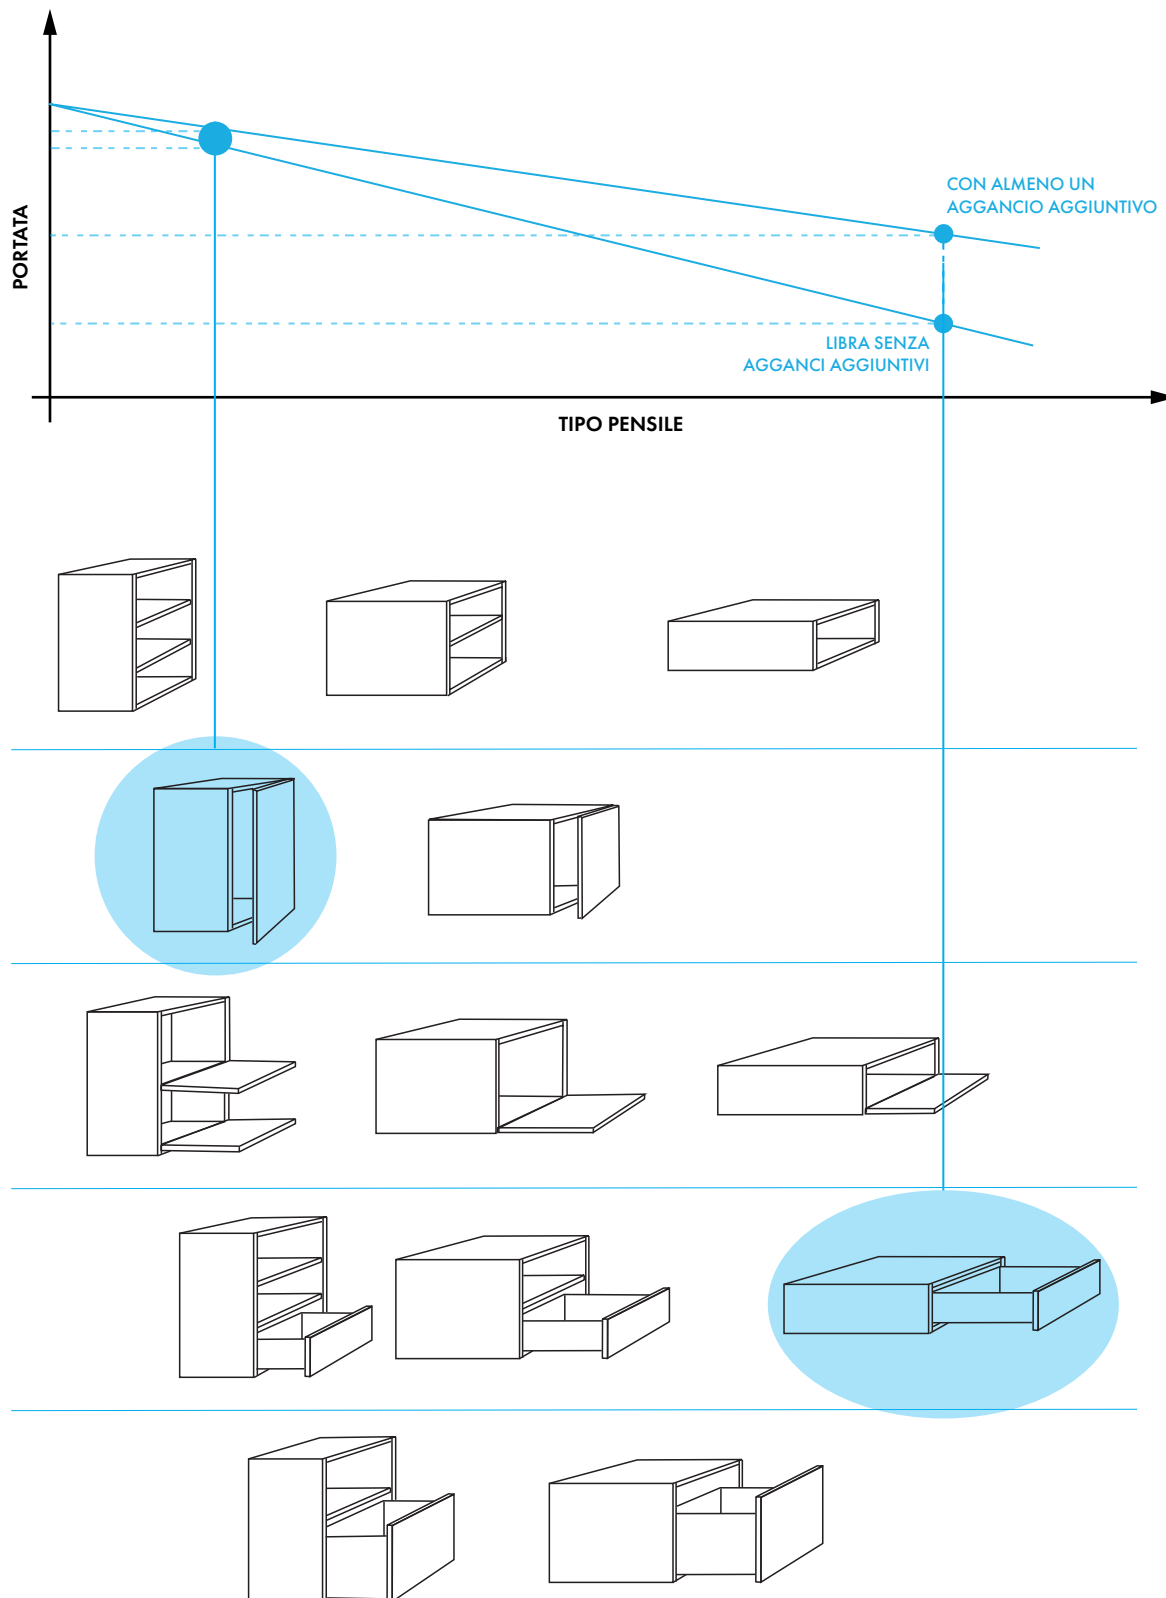 CON ALMENO UN
AGGANCIO AGGIUNTIVO
PORTATA
LIBRA SENZA
AGGANCI AGGIUNTIVI
TIPO PENSILE